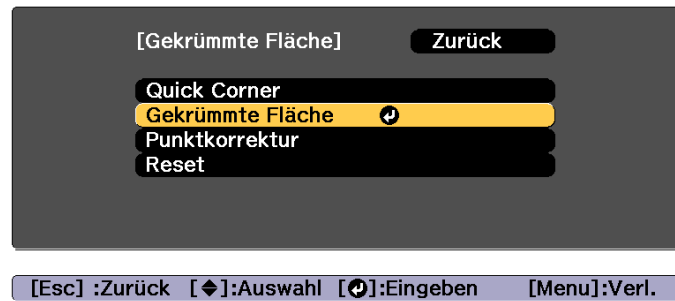 [Gekrümmte Fläche] Zurück
Quick Corner
Gekrümmte Fläche
Punktkorrektur
Reset
[Esc] :Zurück [◆]:Auswahl [↵]:Eingeben [Menu]:Verl.